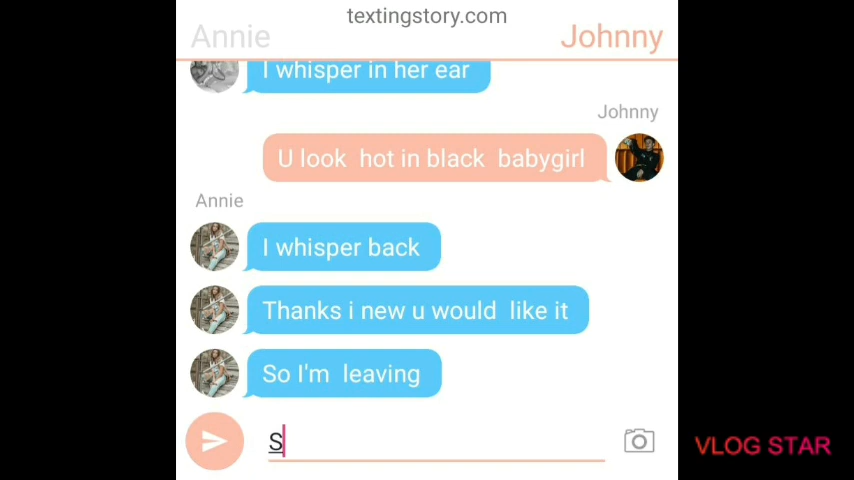 textingstory.com
Annie
Johnny
I whisper in her ear
Johnny
U look hot in black babygirl
Annie
I whisper back
Thanks i new u would like it
So I'm leaving
S
VLOG STAR